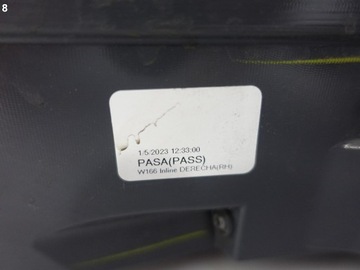 8
1/5/2023 12:33:00
PASA(PASS)
W166 Inline DERECHA(RH)